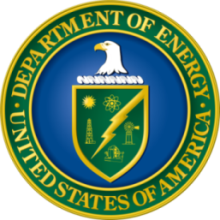 · DEPARTMENT OF ENERGY ·
UNITED STATES OF AMERICA